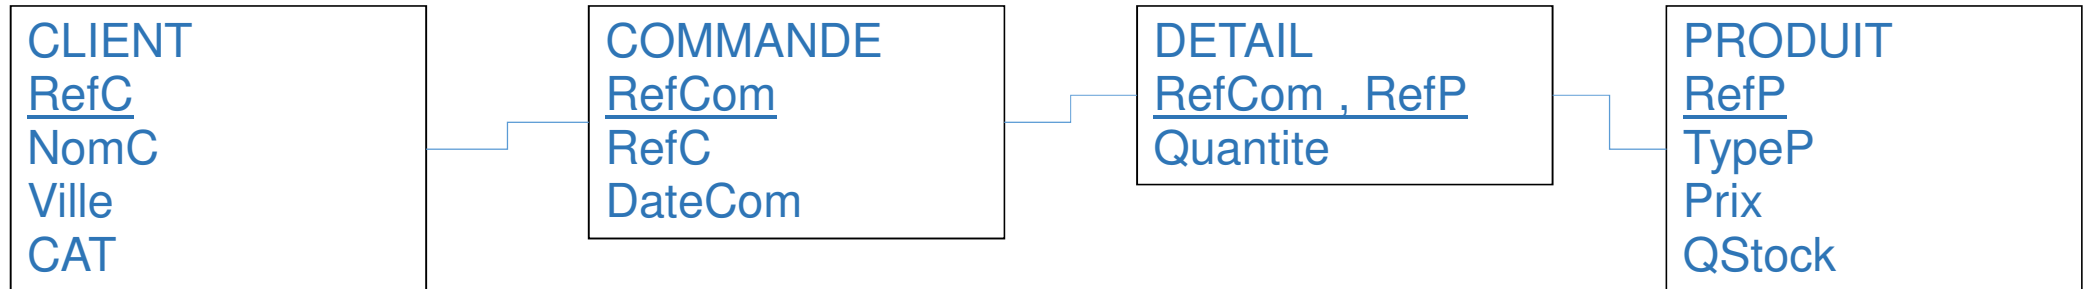 CLIENT
RefC
NomC
Ville
CAT
COMMANDE
RefCom
RefC
DateCom
DETAIL
RefCom , RefP
Quantite
PRODUIT
RefP
TypeP
Prix
QStock